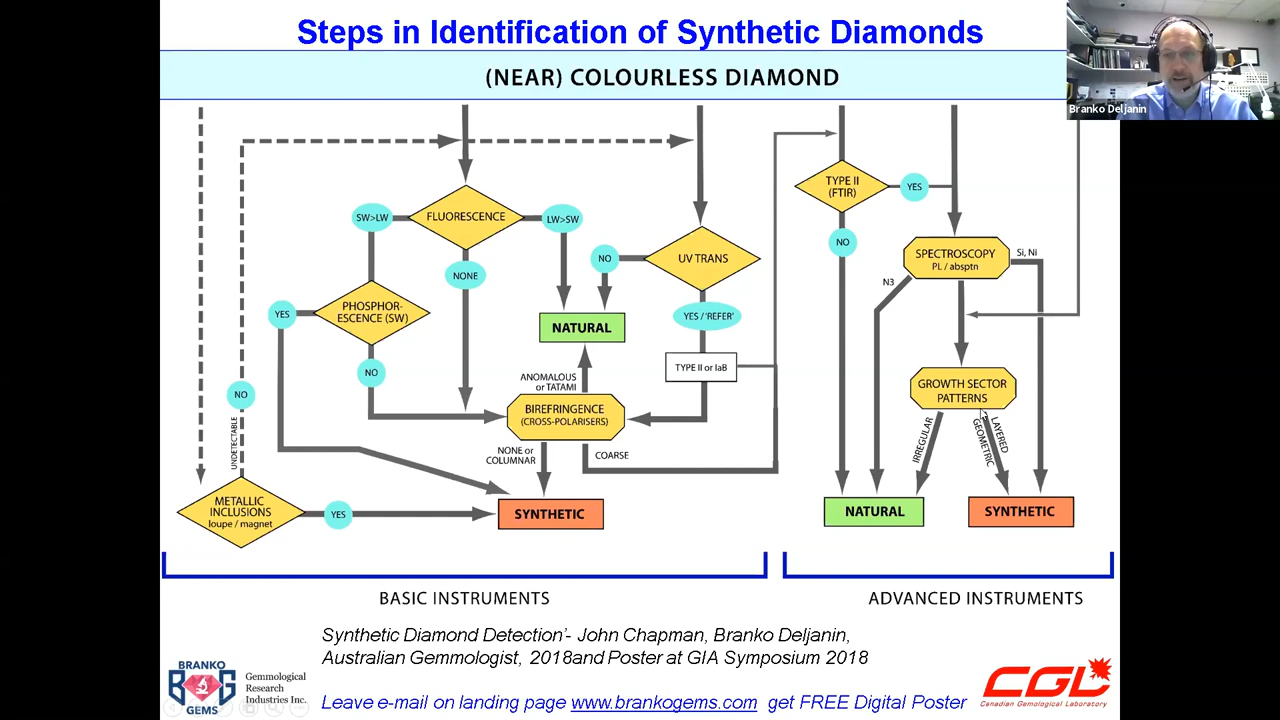 Steps in Identification of Synthetic Diamonds
Branko Deljanin
(NEAR) COLOURLESS DIAMOND
FLUORESCENCE
SW>LW
LW>SW
NONE
UV TRANS
NO
YES / 'REFER'
TYPE II or IaB
PHOSPHOR-
ESCENCE (SW)
YES
NO
NATURAL
ANOMALOUS
or TATAMI
BIREFRINGENCE
(CROSS-POLARISERS)
NONE or
COLUMNAR
COARSE
NO
UNDETECTABLE
METALLIC
INCLUSIONS
loupe / magnet
YES
SYNTHETIC
TYPE II
(FTIR)
YES
NO
SPECTROSCOPY
PL / absptn
Si, Ni
N3
GROWTH SECTOR
PATTERNS
IRREGULAR
LAYERED
GEOMETRIC
NATURAL
SYNTHETIC
BASIC INSTRUMENTS
ADVANCED INSTRUMENTS
Synthetic Diamond Detection'- John Chapman, Branko Deljanin,
Australian Gemmologist, 2018and Poster at GIA Symposium 2018
BRANKO
GEMS
Gemmological
Research
Industries Inc.
Leave e-mail on landing page www.brankogems.com get FREE Digital Poster
CGL
Canadian Gemological Laboratory